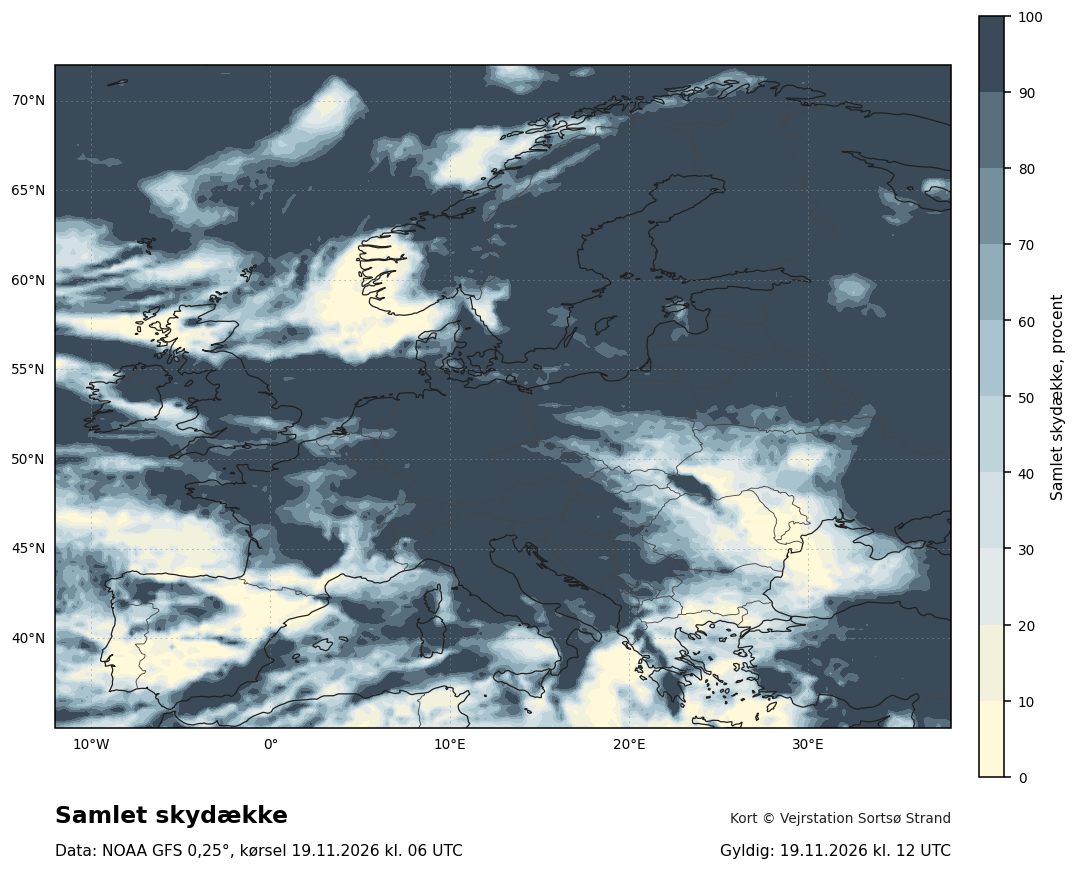 100
90
80
70
60
50
40
30
20
10
0
Samlet skydække, procent
70°N
65°N
60°N
55°N
50°N
45°N
40°N
10°W
0°
10°E
20°E
30°E
Samlet skydække
Kort © Vejrstation Sortsø Strand
Data: NOAA GFS 0,25°, kørsel 19.11.2026 kl. 06 UTC
Gyldig: 19.11.2026 kl. 12 UTC